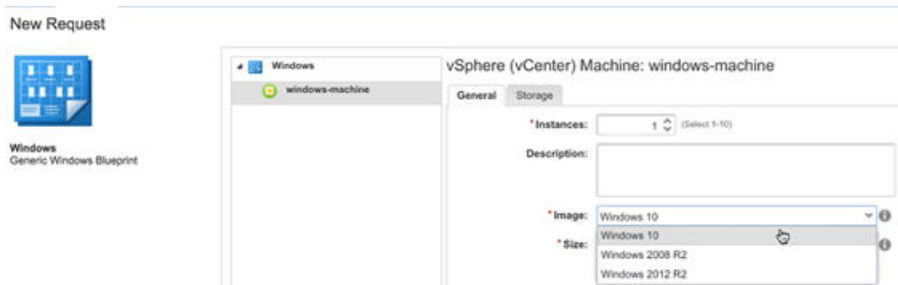 New Request
Windows
Generic Windows Blueprint
Windows
windows-machine
vSphere (vCenter) Machine: windows-machine
General Storage
*Instances: 1 (Select 1-10)
Description:
*Image: Windows 10
*Size:
Windows 10
Windows 2008 R2
Windows 2012 R2